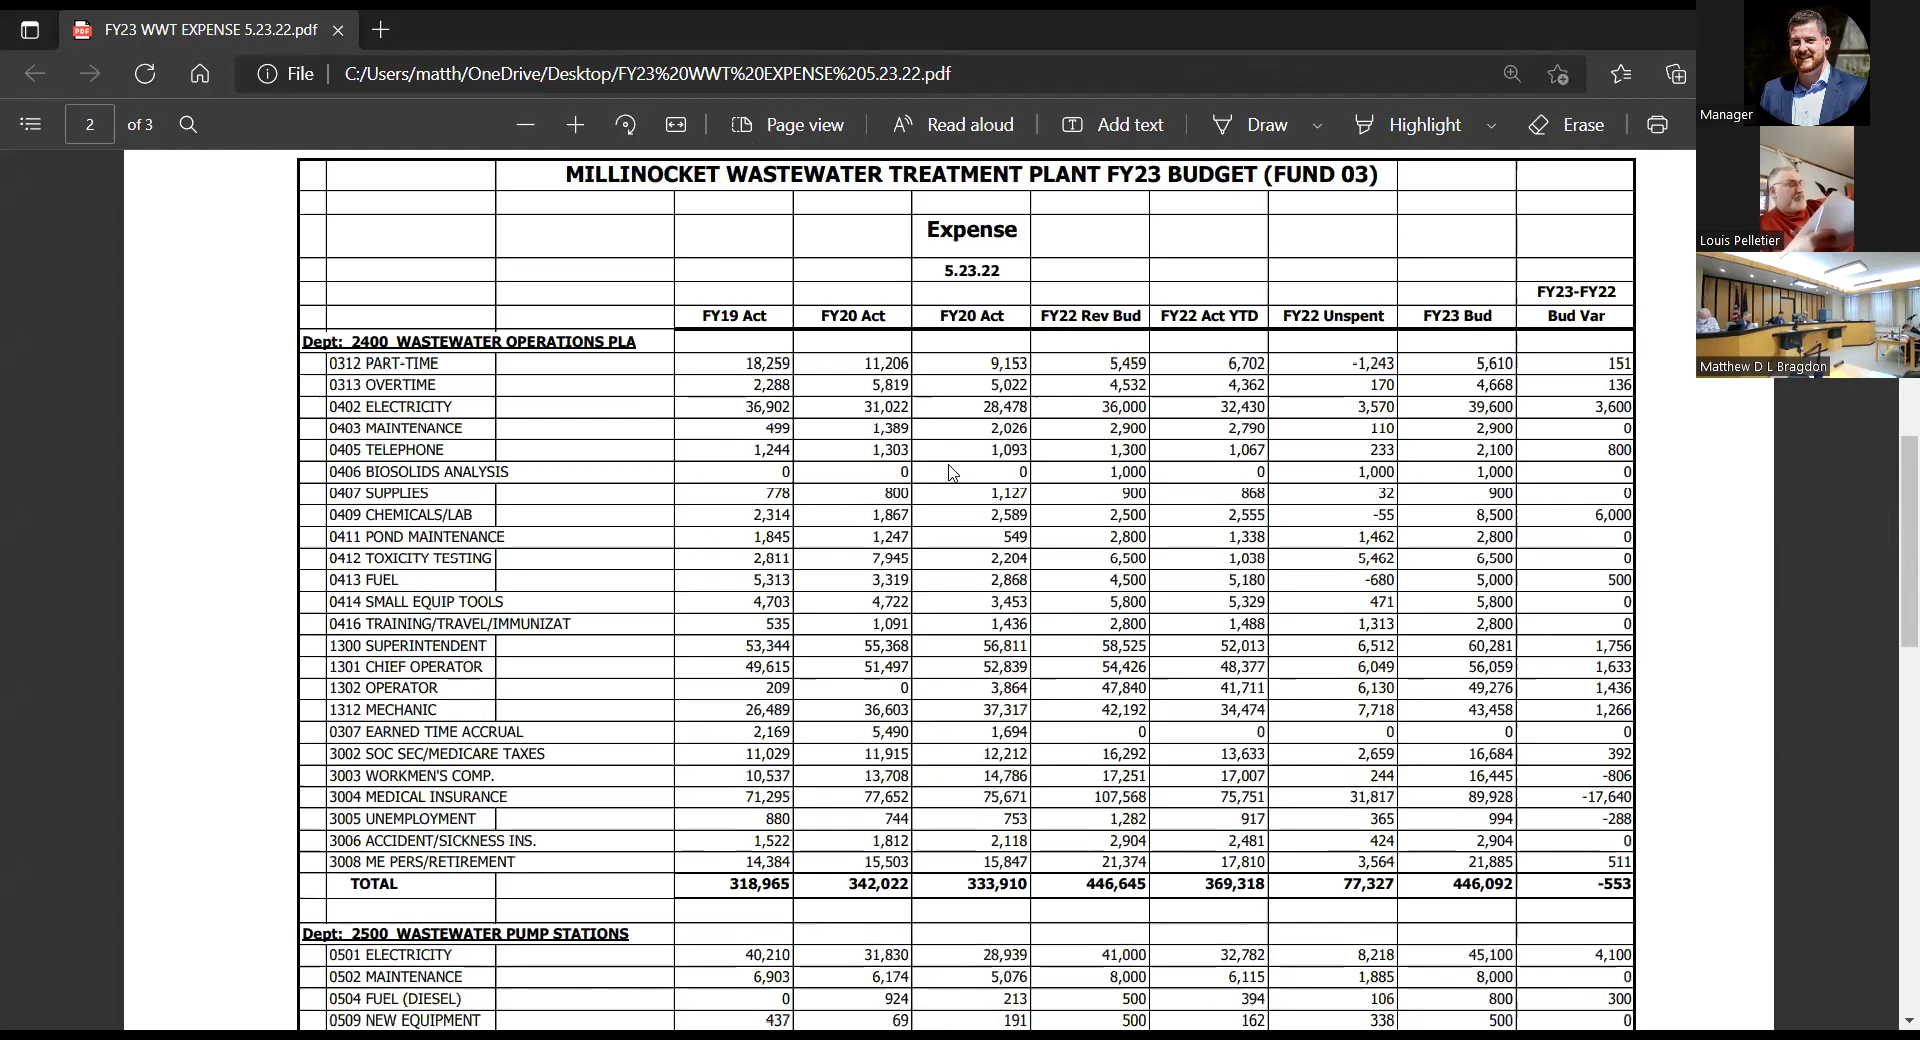 FY23 WWT EXPENSE 5.23.22.pdf
File C:/Users/matth/OneDrive/Desktop/FY23%20WWT%20EXPENSE%205.23.22.pdf
2 of 3 Page view Read aloud Add text Draw Highlight Erase
Manager
Louis Pelletier
Matthew D L Bragdon
MILLINOCKET WASTEWATER TREATMENT PLANT FY23 BUDGET (FUND 03)
Expense
5.23.22
FY23-FY22
FY19 Act FY20 Act FY20 Act FY22 Rev Bud FY22 Act YTD FY22 Unspent FY23 Bud Bud Var
Dept: 2400 WASTEWATER OPERATIONS PLA
0312 PART-TIME 18,259 11,206 9,153 5,459 6,702 -1,243 5,610 151
0313 OVERTIME 2,288 5,819 5,022 4,532 4,362 170 4,668 136
0402 ELECTRICITY 36,902 31,022 28,478 36,000 32,430 3,570 39,600 3,600
0403 MAINTENANCE 499 1,389 2,026 2,900 2,790 110 2,900 0
0405 TELEPHONE 1,244 1,303 1,093 1,300 1,067 233 2,100 800
0406 BIOSOLIDS ANALYSIS 0 0 0 1,000 0 1,000 1,000 0
0407 SUPPLIES 778 800 1,127 900 868 32 900 0
0409 CHEMICALS/LAB 2,314 1,867 2,589 2,500 2,555 -55 8,500 6,000
0411 POND MAINTENANCE 1,845 1,247 549 2,800 1,338 1,462 2,800 0
0412 TOXICITY TESTING 2,811 7,945 2,204 6,500 1,038 5,462 6,500 0
0413 FUEL 5,313 3,319 2,868 4,500 5,180 -680 5,000 500
0414 SMALL EQUIP TOOLS 4,703 4,722 3,453 5,800 5,329 471 5,800 0
0416 TRAINING/TRAVEL/IMMUNIZAT 535 1,091 1,436 2,800 1,488 1,313 2,800 0
1300 SUPERINTENDENT 53,344 55,368 56,811 58,525 52,013 6,512 60,281 1,756
1301 CHIEF OPERATOR 49,615 51,497 52,839 54,426 48,377 6,049 56,059 1,633
1302 OPERATOR 209 0 3,864 47,840 41,711 6,130 49,276 1,436
1312 MECHANIC 26,489 36,603 37,317 42,192 34,474 7,718 43,458 1,266
0307 EARNED TIME ACCRUAL 2,169 5,490 1,694 0 0 0 0 0
3002 SOC SEC/MEDICARE TAXES 11,029 11,915 12,212 16,292 13,633 2,659 16,684 392
3003 WORKMEN'S COMP. 10,537 13,708 14,786 17,251 17,007 244 16,445 -806
3004 MEDICAL INSURANCE 71,295 77,652 75,671 107,568 75,751 31,817 89,928 -17,640
3005 UNEMPLOYMENT 880 744 753 1,282 917 365 994 -288
3006 ACCIDENT/SICKNESS INS. 1,522 1,812 2,118 2,904 2,481 424 2,904 0
3008 ME PERS/RETIREMENT 14,384 15,503 15,847 21,374 17,810 3,564 21,885 511
TOTAL 318,965 342,022 333,910 446,645 369,318 77,327 446,092 -553
Dept: 2500 WASTEWATER PUMP STATIONS
0501 ELECTRICITY 40,210 31,830 28,939 41,000 32,782 8,218 45,100 4,100
0502 MAINTENANCE 6,903 6,174 5,076 8,000 6,115 1,885 8,000 0
0504 FUEL (DIESEL) 0 924 213 500 394 106 800 300
0509 NEW EQUIPMENT 437 69 191 500 162 338 500 0